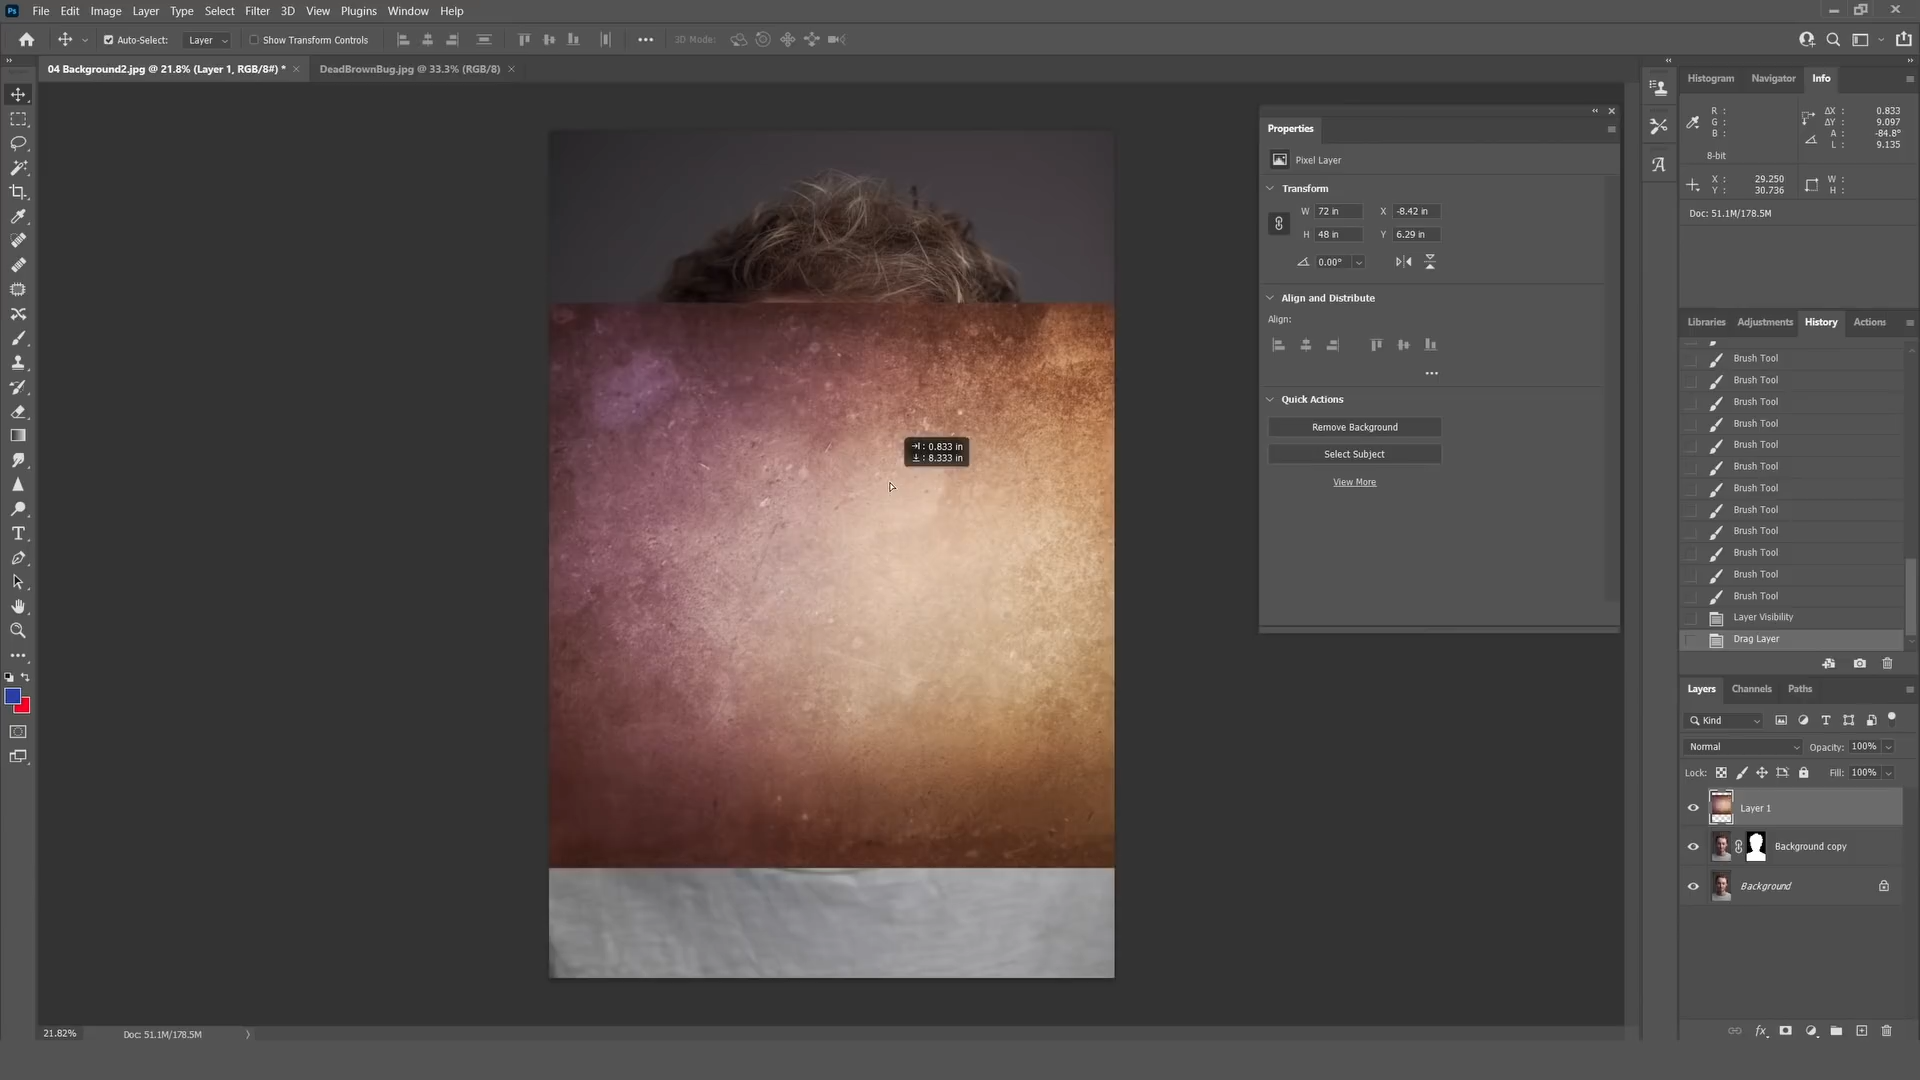 Ps File Edit Image Layer Type Select Filter 3D View Plugins Window Help
Auto-Select: Layer Show Transform Controls 3D Mode:
04 Background2.jpg @ 21.8% (Layer 1, RGB/8#) * × DeadBrownBug.jpg @ 33.3% (RGB/8) ×
Histogram Navigator Info
R :
G :
B :
8-bit
ΔX : 0.833
ΔY : 9.097
A : -84.8°
L : 9.135
X : 29.250
Y : 30.736
W :
H :
Doc: 51.1M/178.5M
Properties
Pixel Layer
Transform
W 72 in X -8.42 in
H 48 in Y 6.29 in
0.00°
Align and Distribute
Align:
Quick Actions
Remove Background
Select Subject
View More
→I : 0.833 in
8.333 in
Libraries Adjustments History Actions
Brush Tool
Brush Tool
Brush Tool
Brush Tool
Brush Tool
Brush Tool
Brush Tool
Brush Tool
Brush Tool
Brush Tool
Brush Tool
Brush Tool
Layer Visibility
Drag Layer
Layers Channels Paths
Kind
Normal Opacity: 100%
Lock: Fill: 100%
Layer 1
Background copy
Background
fx
21.82% Doc: 51.1M/178.5M